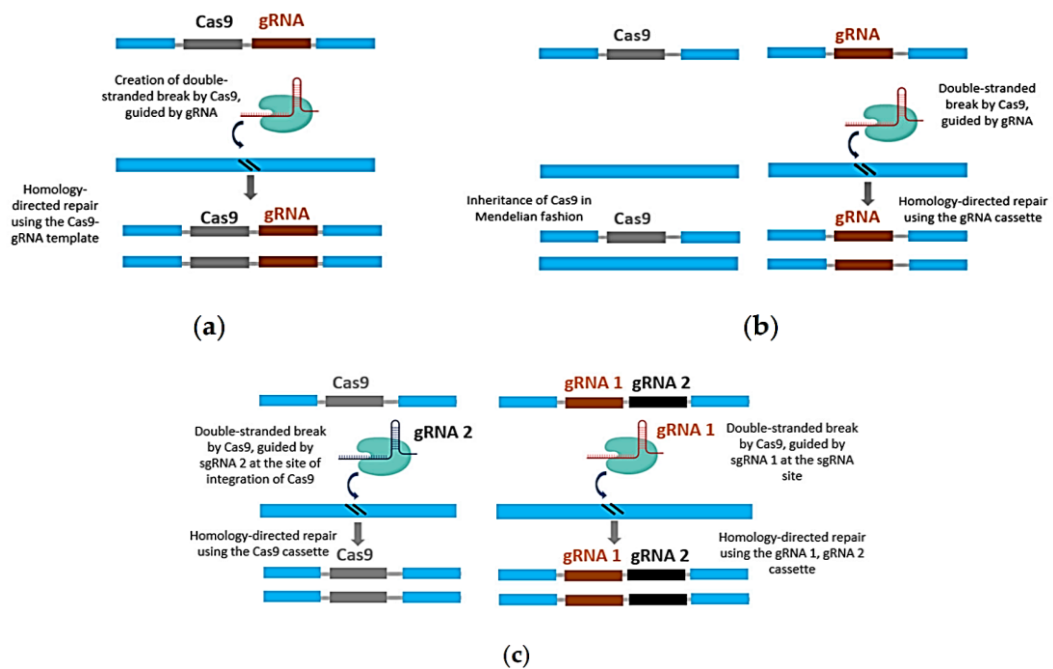 Cas9 gRNA
Creation of double-
stranded break by Cas9,
guided by gRNA
Homology-
directed repair
using the Cas9-
gRNA template
Cas9 gRNA
(a)
Cas9
gRNA
Double-stranded
break by Cas9,
guided by gRNA
Inheritance of Cas9 in
Mendelian fashion
Cas9
gRNA
Homology-directed repair
using the gRNA cassette
(b)
Cas9
gRNA 1 gRNA 2
Double-stranded break
by Cas9, guided by
sgRNA 2 at the site of
integration of Cas9
gRNA 2
gRNA 1
Double-stranded break
by Cas9, guided by
sgRNA 1 at the sgRNA
site
Homology-directed repair
using the Cas9 cassette
Cas9
gRNA 1 gRNA 2
Homology-directed repair
using the gRNA 1, gRNA 2
cassette
(c)